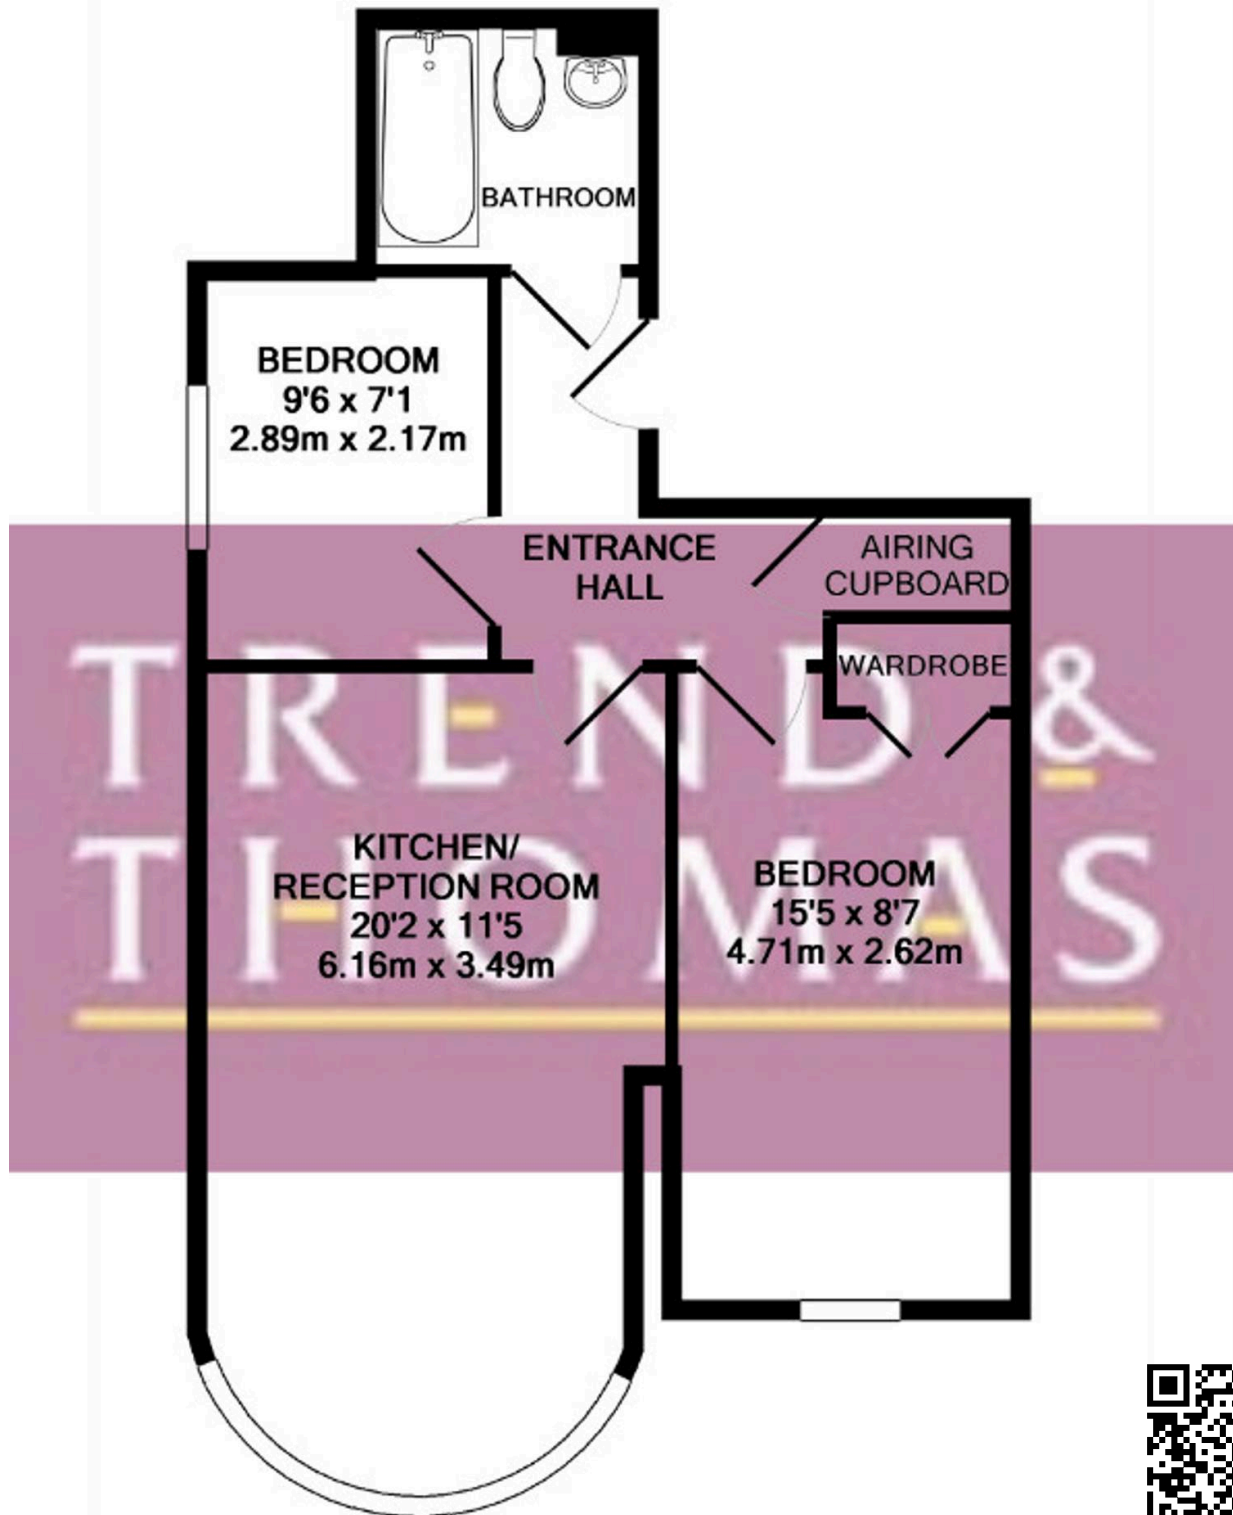 BATHROOM
BEDROOM
9'6 x 7'1
2.89m x 2.17m
ENTRANCE
HALL
AIRING
CUPBOARD
WARDROBE
TREND &
THOMAS
KITCHEN/
RECEPTION ROOM
20'2 x 11'5
6.16m x 3.49m
BEDROOM
15'5 x 8'7
4.71m x 2.62m